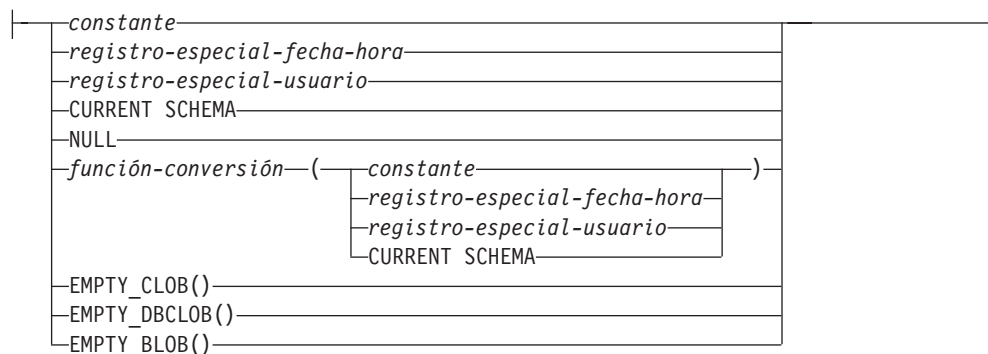 constante
registro-especial-fecha-hora
registro-especial-usuario
CURRENT SCHEMA
NULL
función-conversión ( constante )
registro-especial-fecha-hora
registro-especial-usuario
CURRENT SCHEMA
EMPTY_CLOB()
EMPTY_DBCLOB()
EMPTY_BLOB()